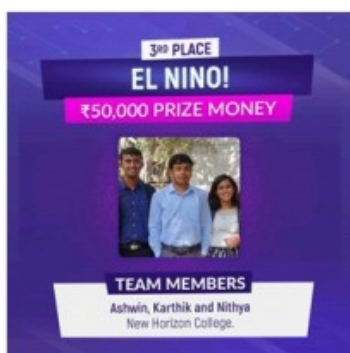 3RD PLACE
EL NINO!
₹50,000 PRIZE MONEY
TEAM MEMBERS
Ashwin, Karthik and Nithya
New Horizon College.